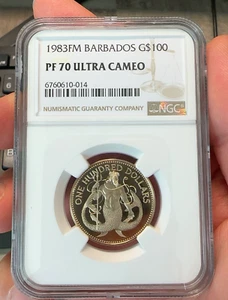 1983FM BARBADOS G$100
PF 70 ULTRA CAMEO
6760610-014
NUMISMATIC GUARANTY COMPANY
NGC
ONE HUNDRED DOLLARS